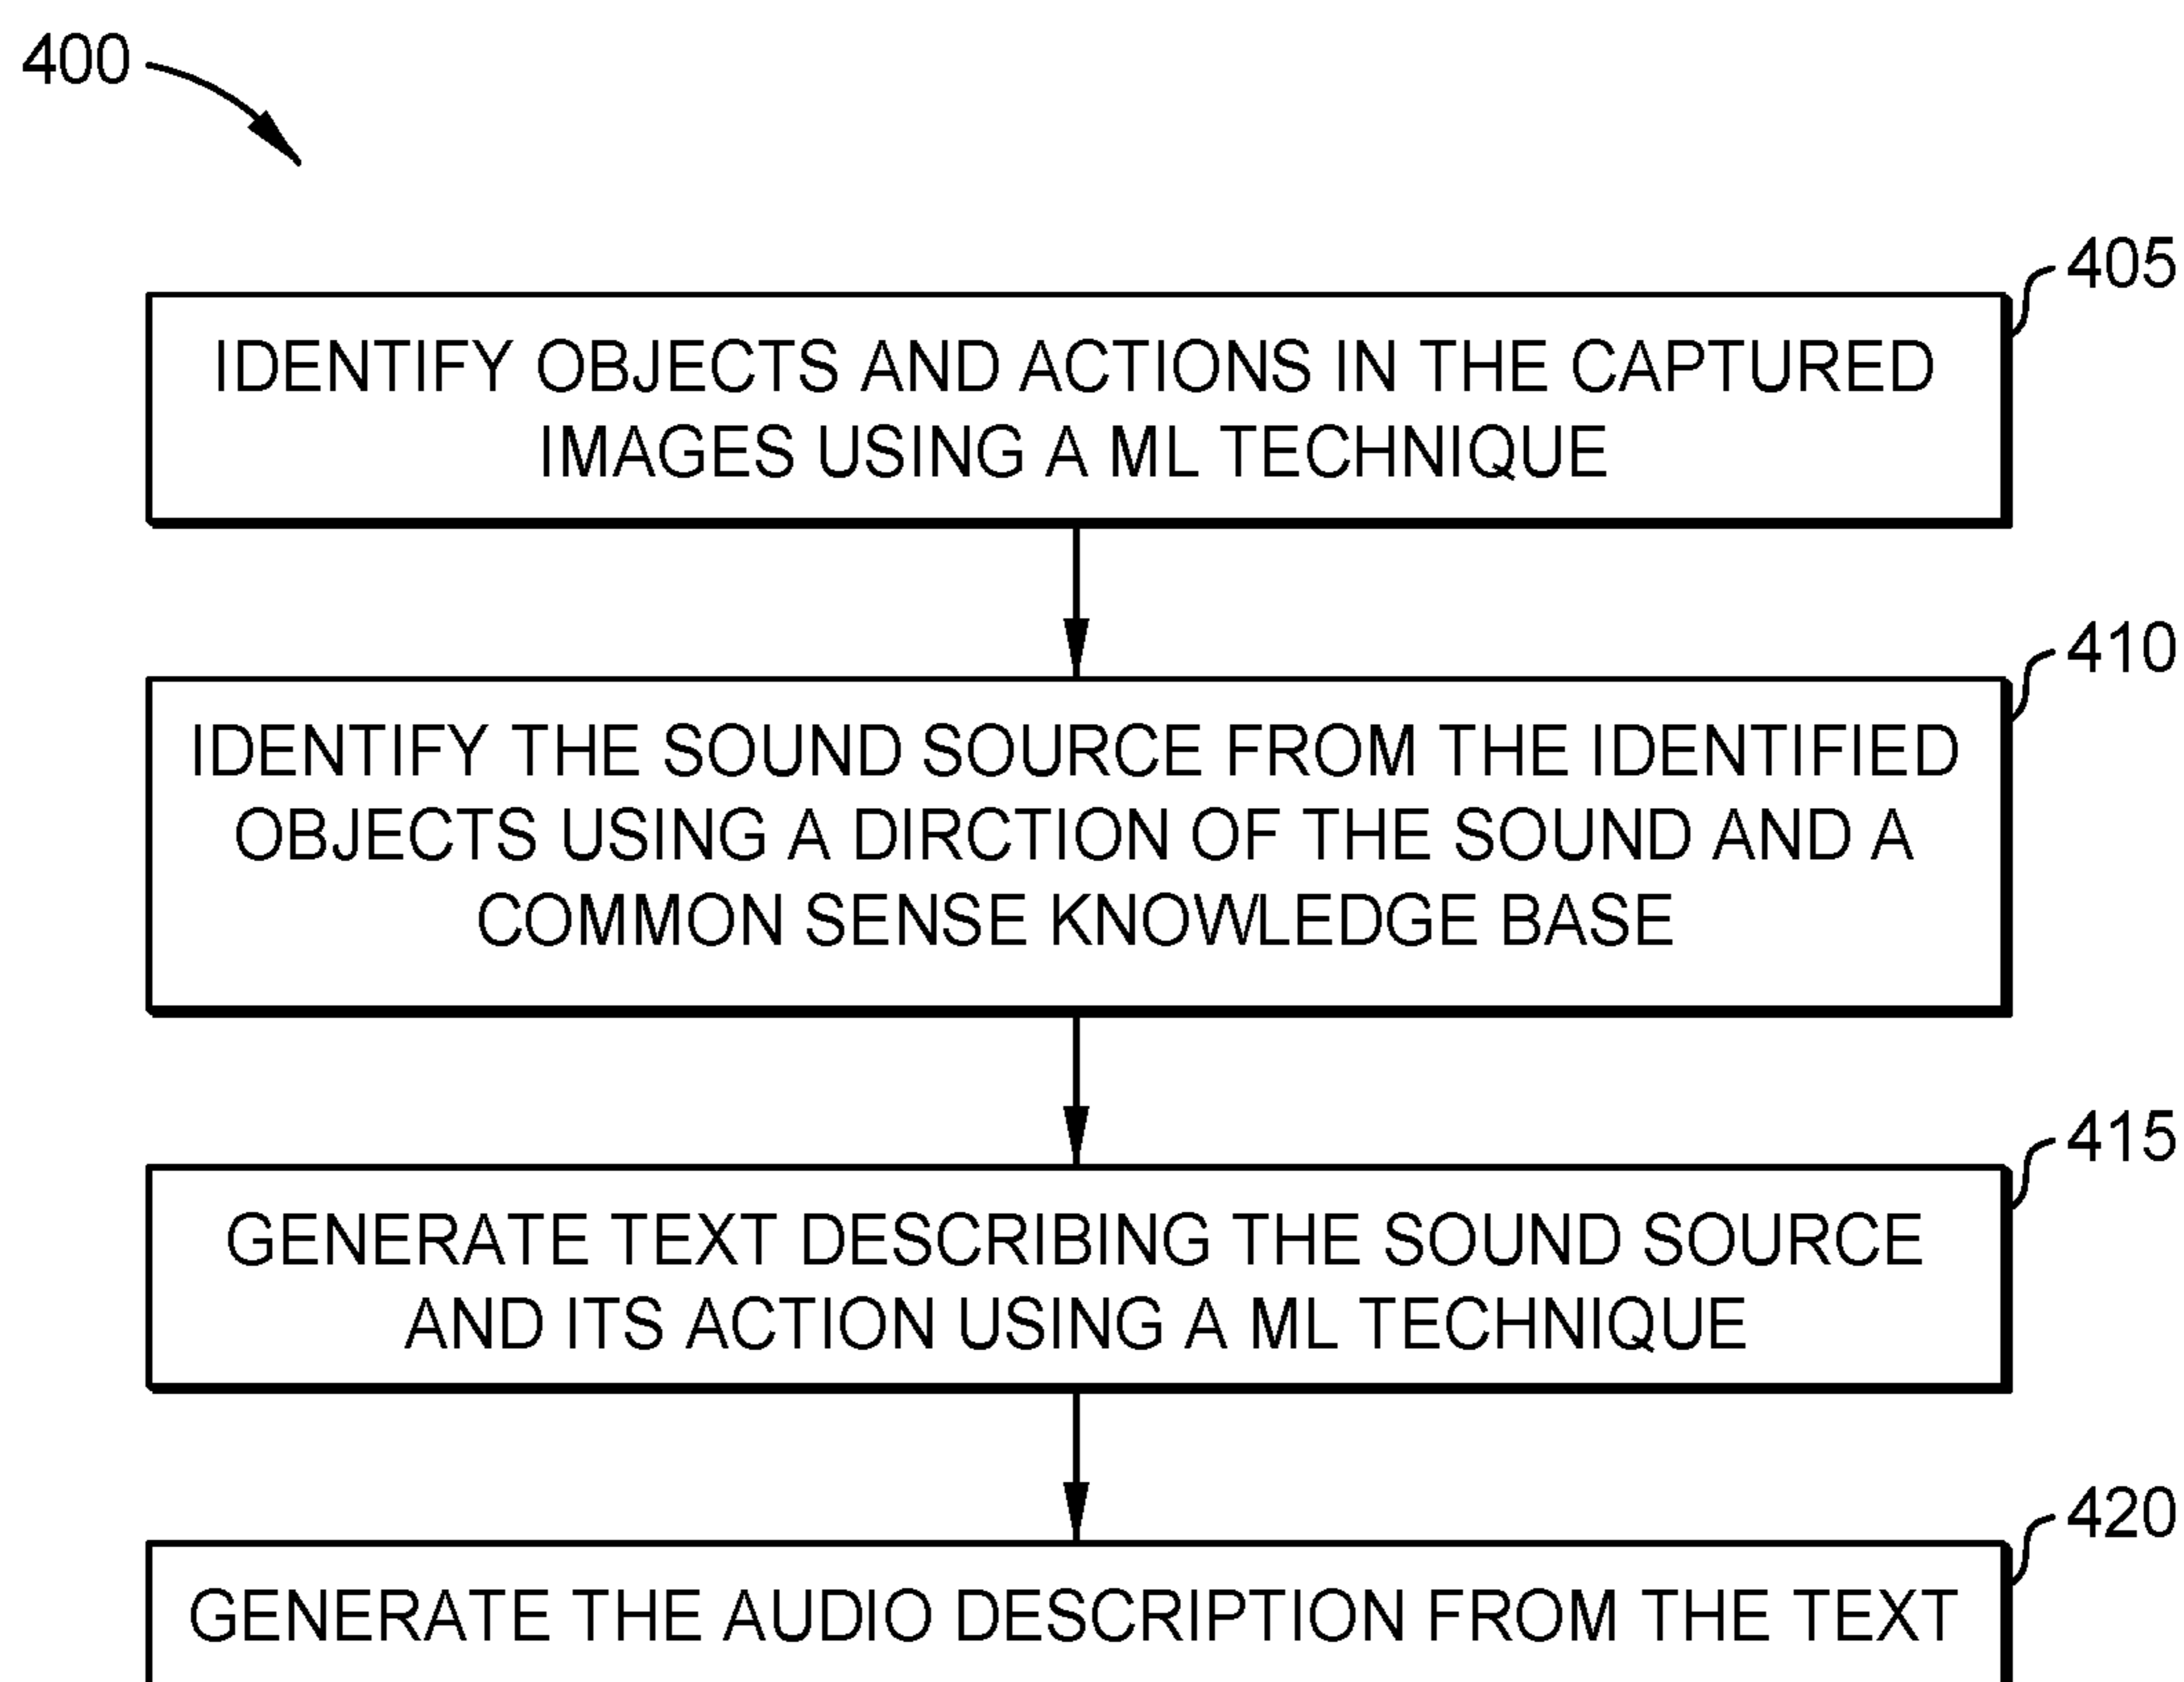 400
405
IDENTIFY OBJECTS AND ACTIONS IN THE CAPTURED
IMAGES USING A ML TECHNIQUE
410
IDENTIFY THE SOUND SOURCE FROM THE IDENTIFIED
OBJECTS USING A DIRCTION OF THE SOUND AND A
COMMON SENSE KNOWLEDGE BASE
415
GENERATE TEXT DESCRIBING THE SOUND SOURCE
AND ITS ACTION USING A ML TECHNIQUE
420
GENERATE THE AUDIO DESCRIPTION FROM THE TEXT